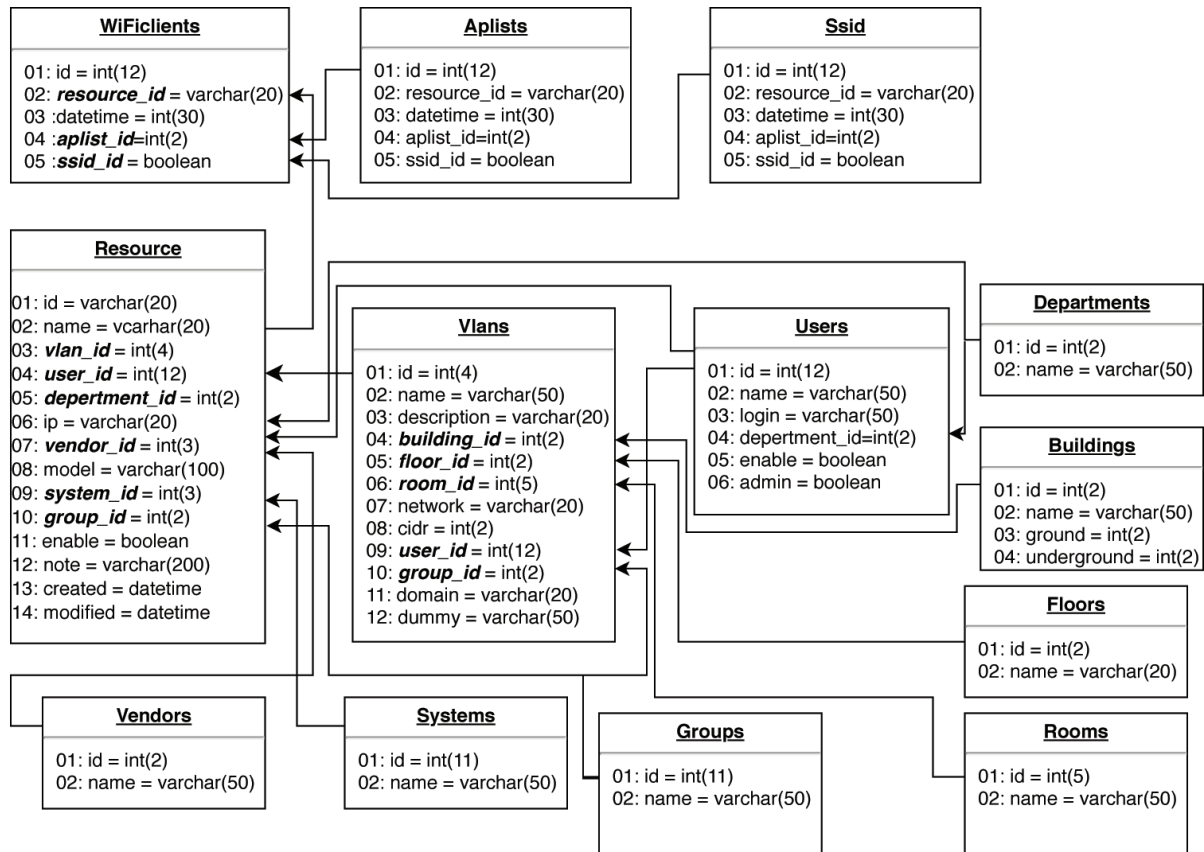 WiFiclients
01: id = int(12)
02: resource_id = varchar(20)
03 :datetime = int(30)
04 :aplist_id=int(2)
05 :ssid_id = boolean
Aplists
01: id = int(12)
02: resource_id = varchar(20)
03: datetime = int(30)
04: aplist_id=int(2)
05: ssid_id = boolean
Ssid
01: id = int(12)
02: resource_id = varchar(20)
03: datetime = int(30)
04: aplist_id=int(2)
05: ssid_id = boolean
Resource
01: id = varchar(20)
02: name = vcarhar(20)
03: vlan_id = int(4)
04: user_id = int(12)
05: depertment_id = int(2)
06: ip = varchar(20)
07: vendor_id = int(3)
08: model = varchar(100)
09: system_id = int(3)
10: group_id = int(2)
11: enable = boolean
12: note = varchar(200)
13: created = datetime
14: modified = datetime
Vlans
01: id = int(4)
02: name = varchar(50)
03: description = varchar(20)
04: building_id = int(2)
05: floor_id = int(2)
06: room_id = int(5)
07: network = varchar(20)
08: cidr = int(2)
09: user_id = int(12)
10: group_id = int(2)
11: domain = varchar(20)
12: dummy = varchar(50)
Users
01: id = int(12)
02: name = varchar(50)
03: login = varchar(50)
04: depertment_id=int(2)
05: enable = boolean
06: admin = boolean
Departments
01: id = int(2)
02: name = varchar(50)
Buildings
01: id = int(2)
02: name = varchar(50)
03: ground = int(2)
04: underground = int(2)
Floors
01: id = int(2)
02: name = varchar(20)
Vendors
01: id = int(2)
02: name = varchar(50)
Systems
01: id = int(11)
02: name = varchar(50)
Groups
01: id = int(11)
02: name = varchar(50)
Rooms
01: id = int(5)
02: name = varchar(50)